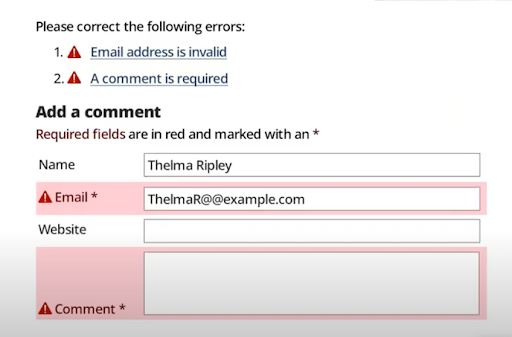 Please correct the following errors:
1. Email address is invalid
2. A comment is required
Add a comment
Required fields are in red and marked with an *
Name Thelma Ripley
Email * ThelmaR@@example.com
Website
Comment *